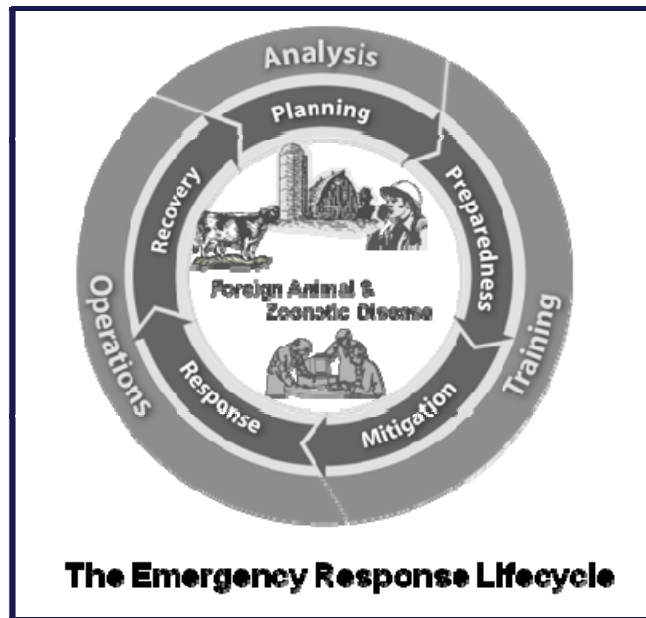 Analysis
Planning
Preparedness
Training
Mitigation
Response
Operations
Recovery
Foreign Animal &
Zoonotic Disease
The Emergency Response Lifecycle